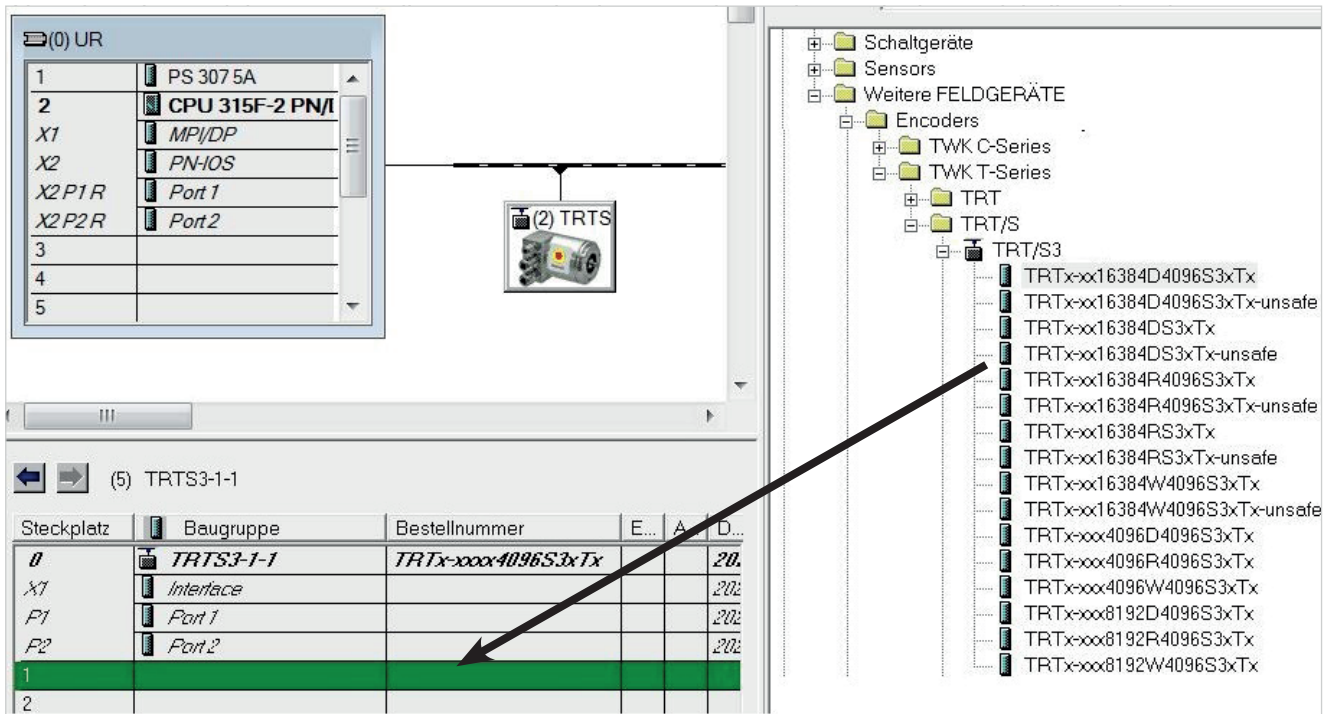 (0) UR
1 PS 307 5A
2 CPU 315F-2 PN/
X1 MPI/DP
X2 PN-IOS
X2 P1 R Port 1
X2 P2 R Port 2
3
4
5
(2) TRTS
(5) TRTS3-1-1
Steckplatz Baugruppe Bestellnummer E... A... D...
0 TRTS3-1-1 TRTx-xxxx4096S3xTx 20.
X1 Interface 202
P1 Port 1 202
P2 Port 2 202
1
2
Schaltgeräte
Sensors
Weitere FELDGERÄTE
Encoders
TWK C-Series
TWK T-Series
TRT
TRT/S
TRT/S3
TRTx-xx16384D4096S3xTx
TRTx-xx16384D4096S3xTx-unsafe
TRTx-xx16384DS3xTx
TRTx-xx16384DS3xTx-unsafe
TRTx-xx16384R4096S3xTx
TRTx-xx16384R4096S3xTx-unsafe
TRTx-xx16384RS3xTx
TRTx-xx16384RS3xTx-unsafe
TRTx-xx16384W4096S3xTx
TRTx-xx16384W4096S3xTx-unsafe
TRTx-xxx4096D4096S3xTx
TRTx-xxx4096R4096S3xTx
TRTx-xxx4096W4096S3xTx
TRTx-xxx8192D4096S3xTx
TRTx-xxx8192R4096S3xTx
TRTx-xxx8192W4096S3xTx